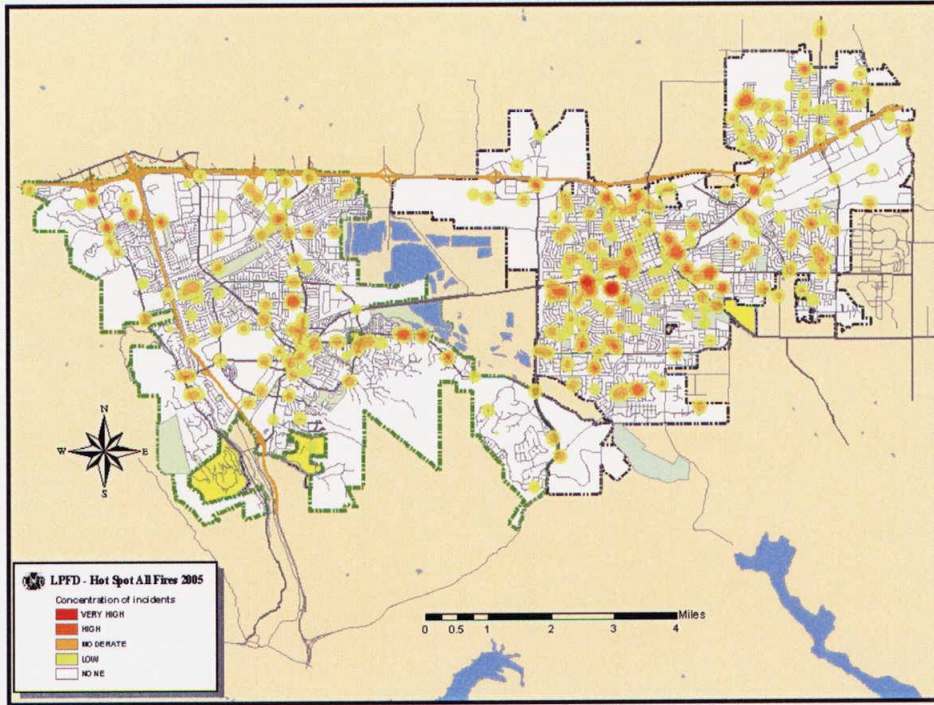 N
W E
S
LPFD - Hot Spot All Fires 2005
Concentration of incidents
VERY HIGH
HIGH
MODERATE
LOW
NONE
0 0.5 1 2 3 4 Miles